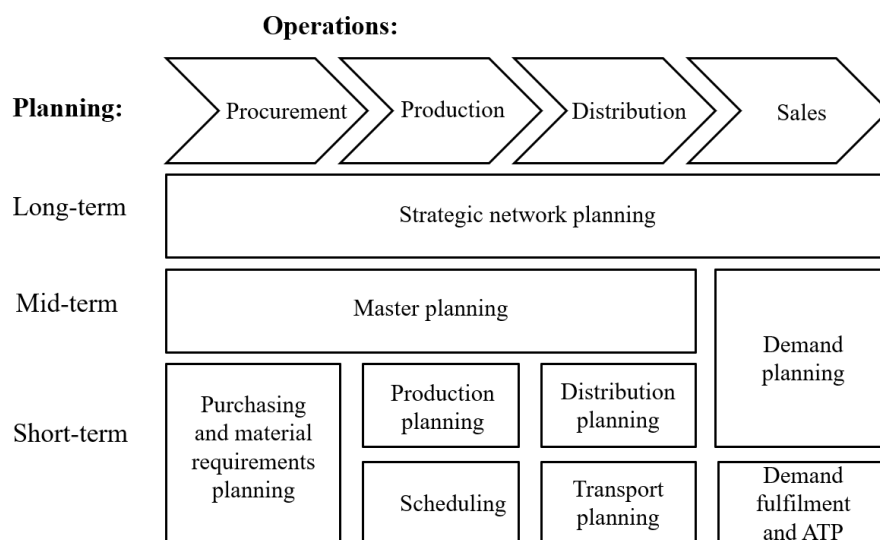 Operations:
Planning:
Procurement
Production
Distribution
Sales
Long-term
Strategic network planning
Mid-term
Master planning
Demand
planning
Short-term
Purchasing
and material
requirements
planning
Production
planning
Distribution
planning
Scheduling
Transport
planning
Demand
fulfilment
and ATP